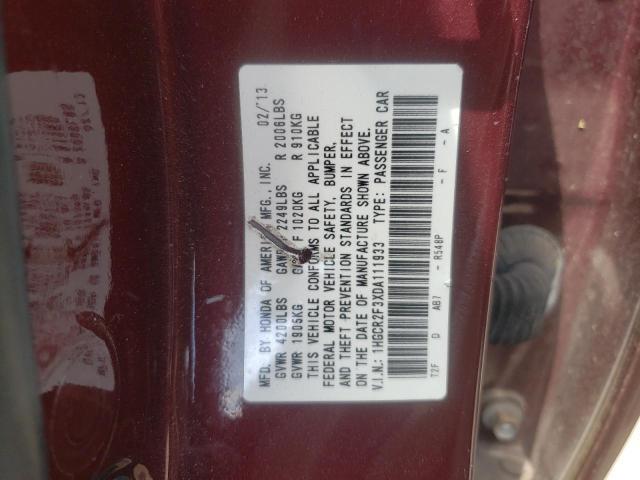 MFD. BY HONDA OF AMERICA MFG., INC. 02/'13
GVWR 4200LBS GAWR F 2249LBS R 2006LBS
GVWR 1905KG F 1020KG R 910KG
THIS VEHICLE CONFORMS TO ALL APPLICABLE
FEDERAL MOTOR VEHICLE SAFETY, BUMPER,
AND THEFT PREVENTION STANDARDS IN EFFECT
ON THE DATE OF MANUFACTURE SHOWN ABOVE.
V.I.N.: 1HGCR2F3XDA111933 TYPE: PASSENGER CAR
T2F D AB7 - R548P - F - A